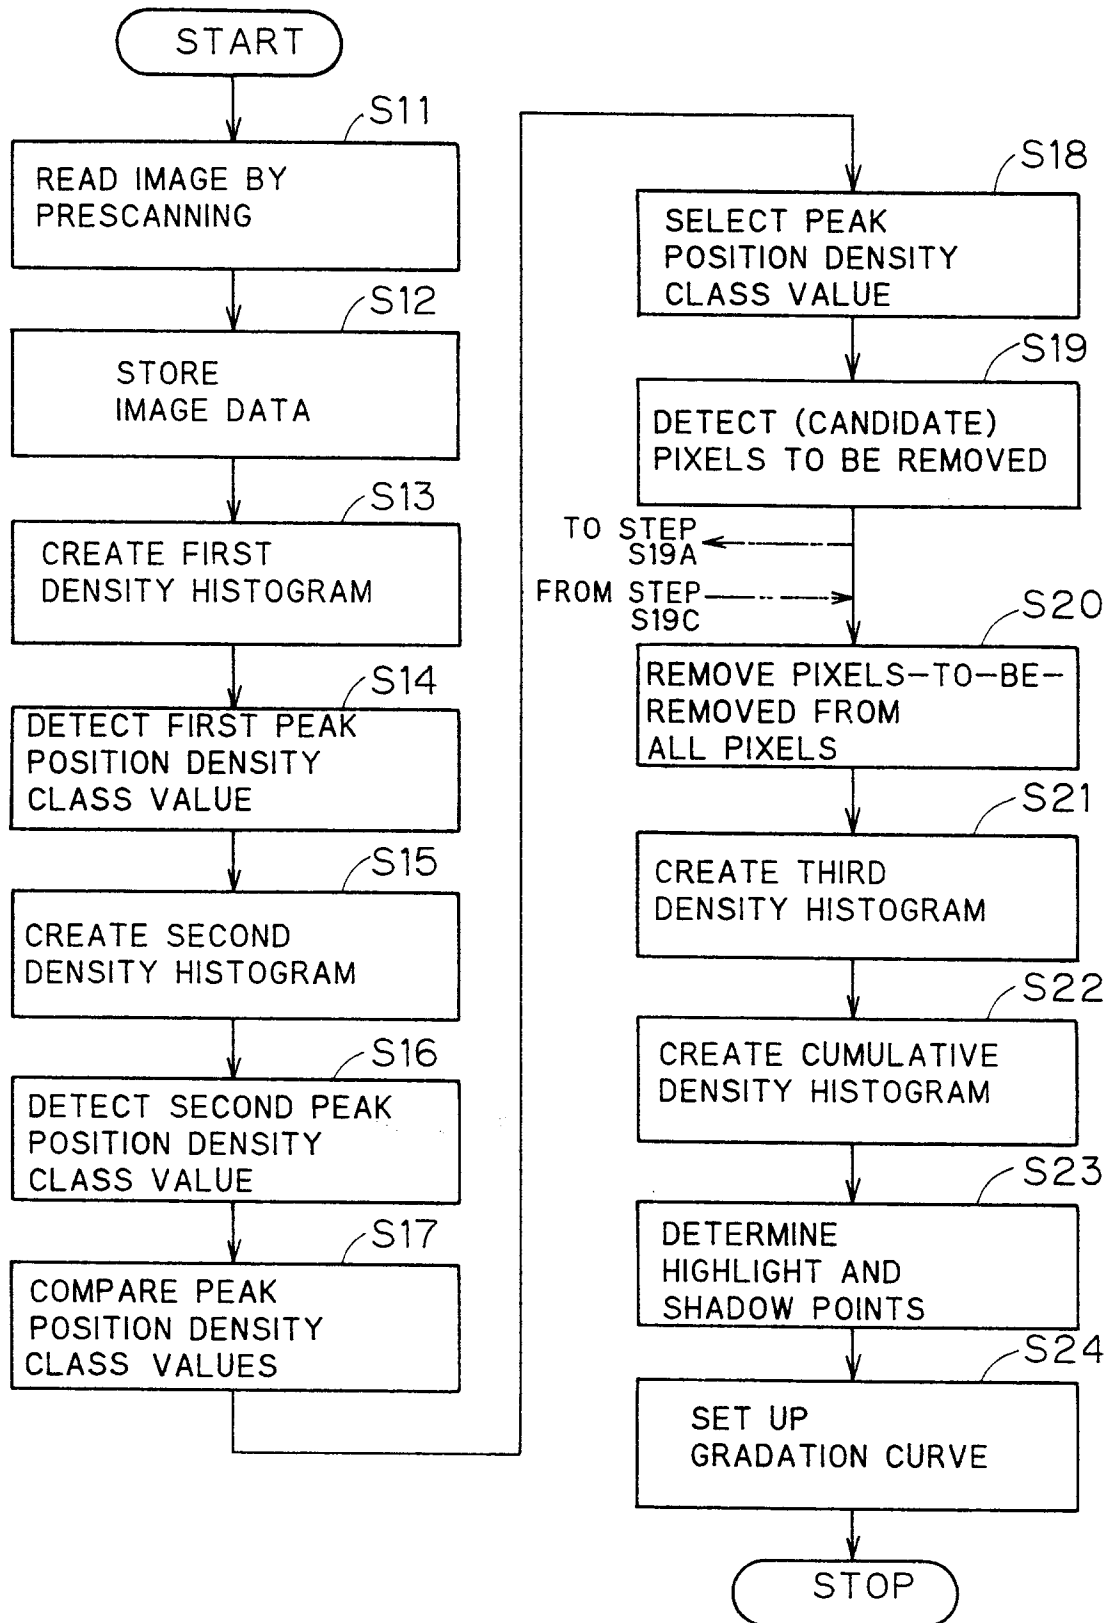 START
S11
READ IMAGE BY
PRESCANNING
S12
STORE
IMAGE DATA
S13
CREATE FIRST
DENSITY HISTOGRAM
S14
DETECT FIRST PEAK
POSITION DENSITY
CLASS VALUE
S15
CREATE SECOND
DENSITY HISTOGRAM
S16
DETECT SECOND PEAK
POSITION DENSITY
CLASS VALUE
S17
COMPARE PEAK
POSITION DENSITY
CLASS VALUES
S18
SELECT PEAK
POSITION DENSITY
CLASS VALUE
S19
DETECT (CANDIDATE)
PIXELS TO BE REMOVED
TO STEP
S19A
FROM STEP
S19C
S20
REMOVE PIXELS-TO-BE-
REMOVED FROM
ALL PIXELS
S21
CREATE THIRD
DENSITY HISTOGRAM
S22
CREATE CUMULATIVE
DENSITY HISTOGRAM
S23
DETERMINE
HIGHLIGHT AND
SHADOW POINTS
S24
SET UP
GRADATION CURVE
STOP